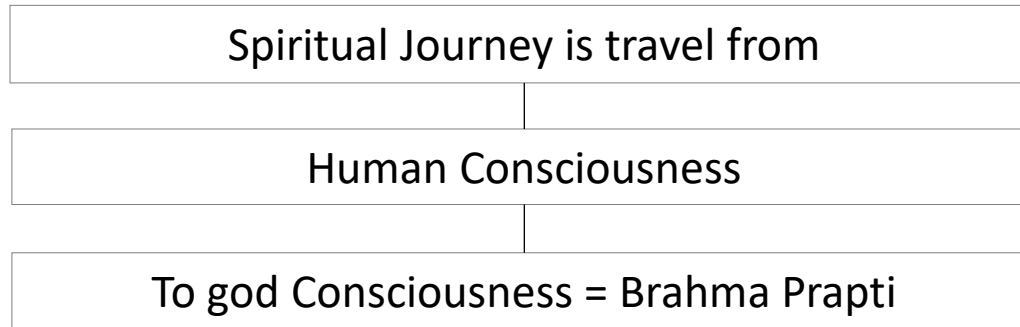 Spiritual Journey is travel from
Human Consciousness
To god Consciousness = Brahma Prapti